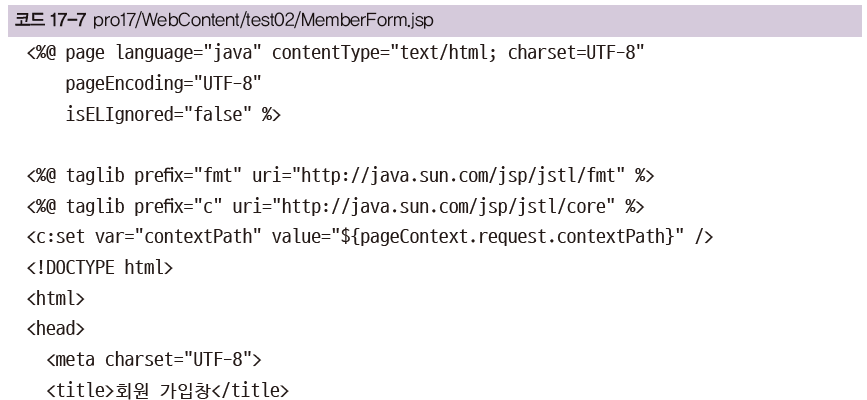 코드 17-7 pro17/WebContent/test02/MemberForm.jsp
<%@ page language="java" contentType="text/html; charset=UTF-8"
    pageEncoding="UTF-8"
    isELIgnored="false" %>
<%@ taglib prefix="fmt" uri="http://java.sun.com/jsp/jstl/fmt" %>
<%@ taglib prefix="c" uri="http://java.sun.com/jsp/jstl/core" %>
<c:set var="contextPath" value="${pageContext.request.contextPath}" />
<!DOCTYPE html>
<html>
<head>
  <meta charset="UTF-8">
  <title>회원 가입창</title>